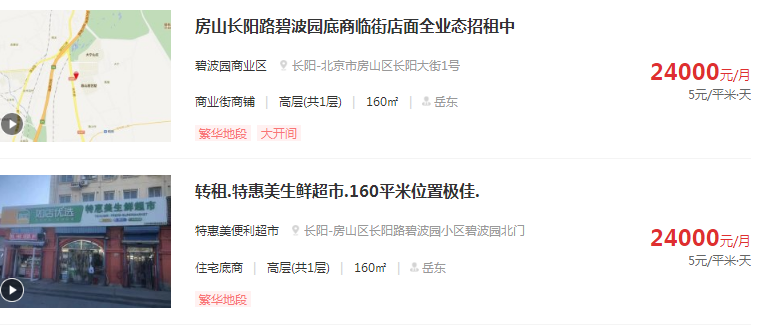 房山长阳路碧波园底商临街店面全业态招租中
碧波园商业区 长阳-北京市房山区长阳大街1号
24000元/月
5元/平米·天
商业街商铺 | 高层(共1层) | 160㎡ | 岳东
繁华地段 大开间
转租.特惠美生鲜超市.160平米位置极佳.
特惠美生鲜超市
特惠美便利超市 长阳-房山区长阳路碧波园小区碧波园北门
24000元/月
5元/平米·天
住宅底商 | 高层(共1层) | 160㎡ | 岳东
繁华地段